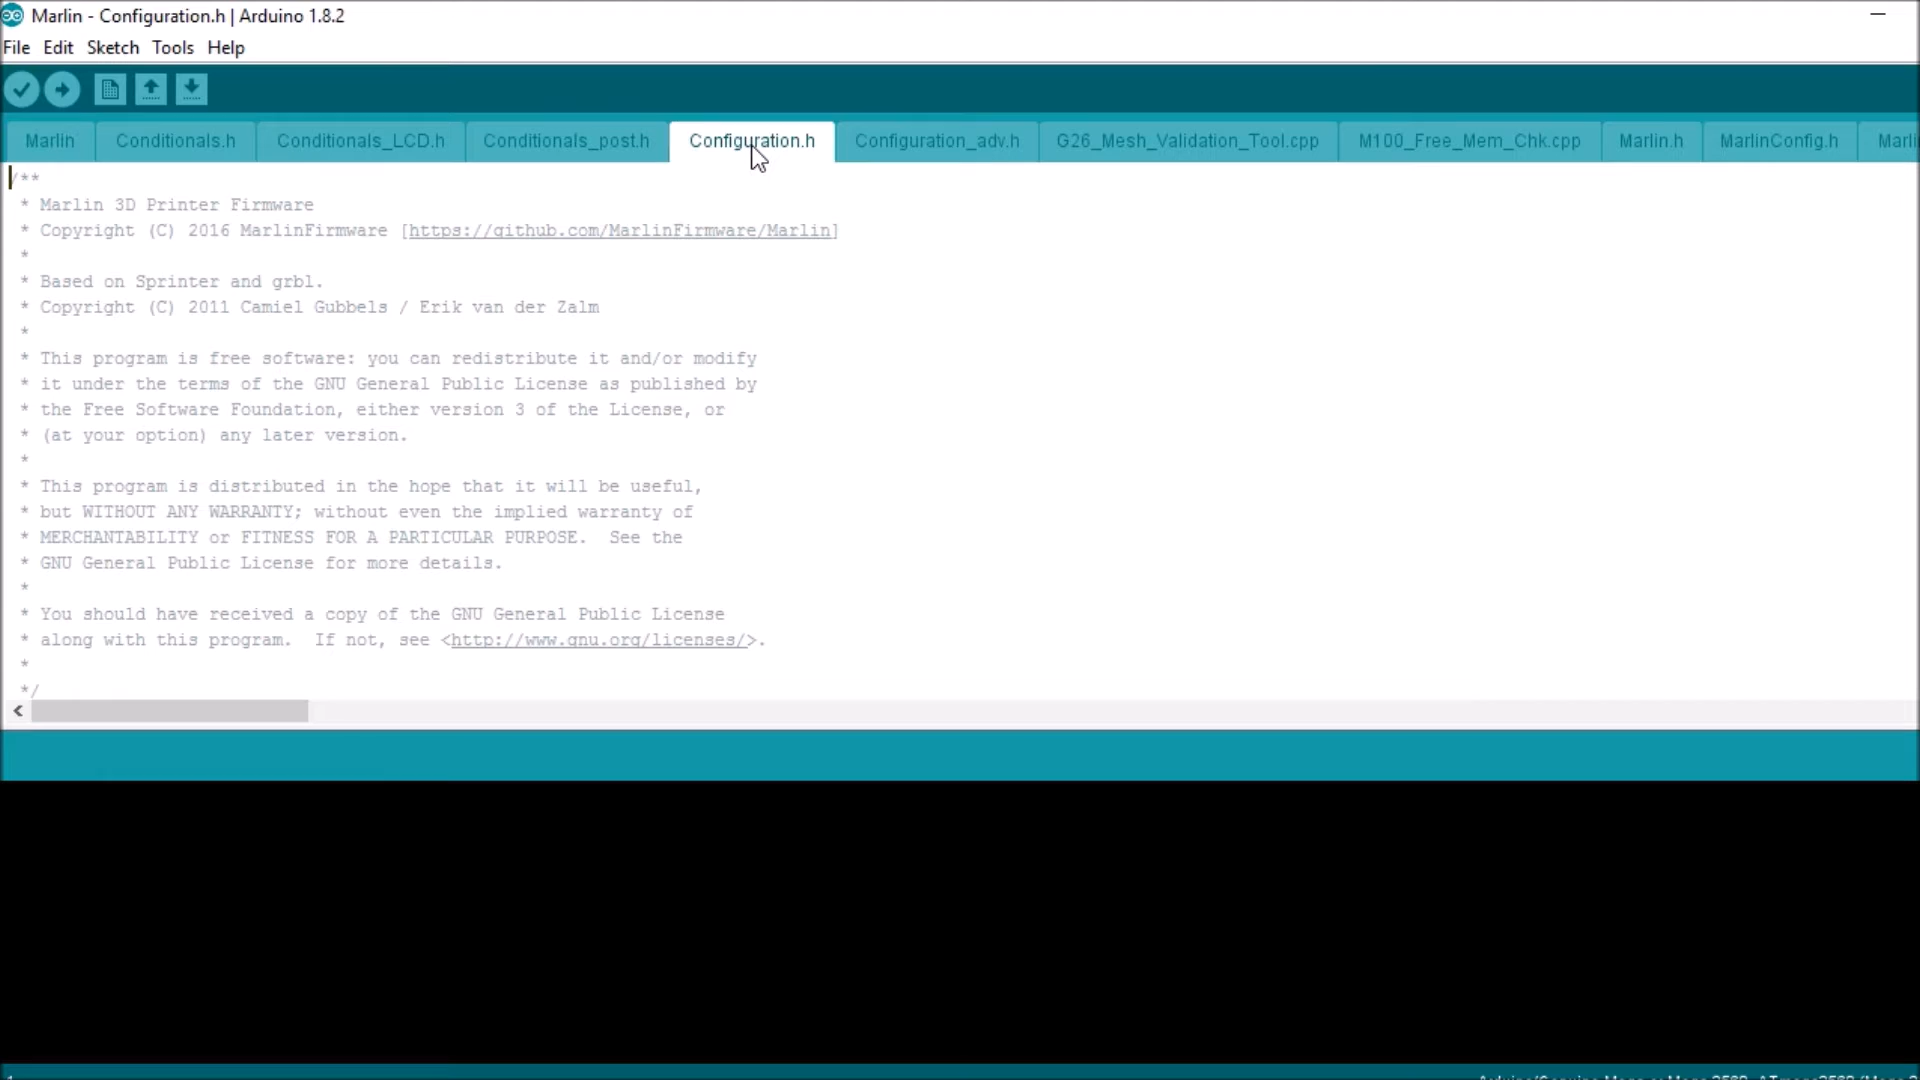 Marlin - Configuration.h | Arduino 1.8.2
File Edit Sketch Tools Help
Marlin Conditionals.h Conditionals_LCD.h Conditionals_post.h Configuration.h Configuration_adv.h G26_Mesh_Validation_Tool.cpp M100_Free_Mem_Chk.cpp Marlin.h MarlinConfig.h Marli
/**
* Marlin 3D Printer Firmware
* Copyright (C) 2016 MarlinFirmware [https://github.com/MarlinFirmware/Marlin]
*
* Based on Sprinter and grbl.
* Copyright (C) 2011 Camiel Gubbels / Erik van der Zalm
*
* This program is free software: you can redistribute it and/or modify
* it under the terms of the GNU General Public License as published by
* the Free Software Foundation, either version 3 of the License, or
* (at your option) any later version.
*
* This program is distributed in the hope that it will be useful,
* but WITHOUT ANY WARRANTY; without even the implied warranty of
* MERCHANTABILITY or FITNESS FOR A PARTICULAR PURPOSE.  See the
* GNU General Public License for more details.
*
* You should have received a copy of the GNU General Public License
* along with this program.  If not, see <http://www.gnu.org/licenses/>.
*
*/